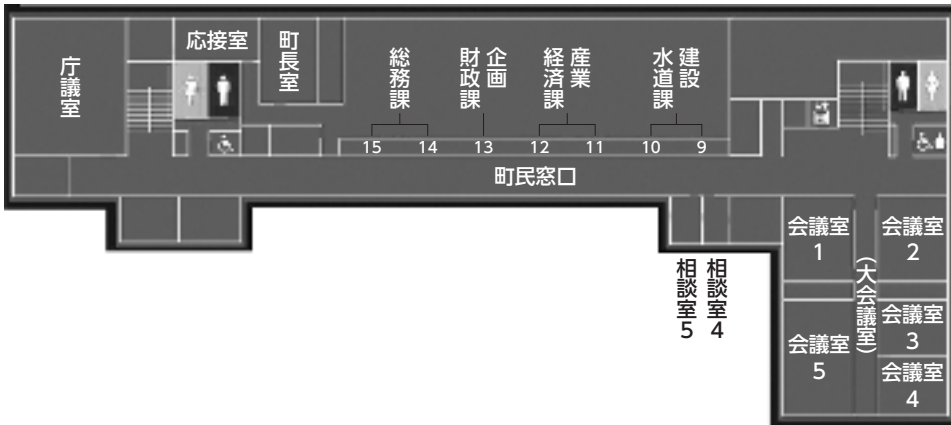 庁議室
応接室
町長室
総務課
企画
財政課
産業
経済課
建設
水道課
15
14
13
12
11
10
9
町民窓口
相談室5
相談室4
会議室
1
会議室
2
(大会議室)
会議室
3
会議室
5
会議室
4